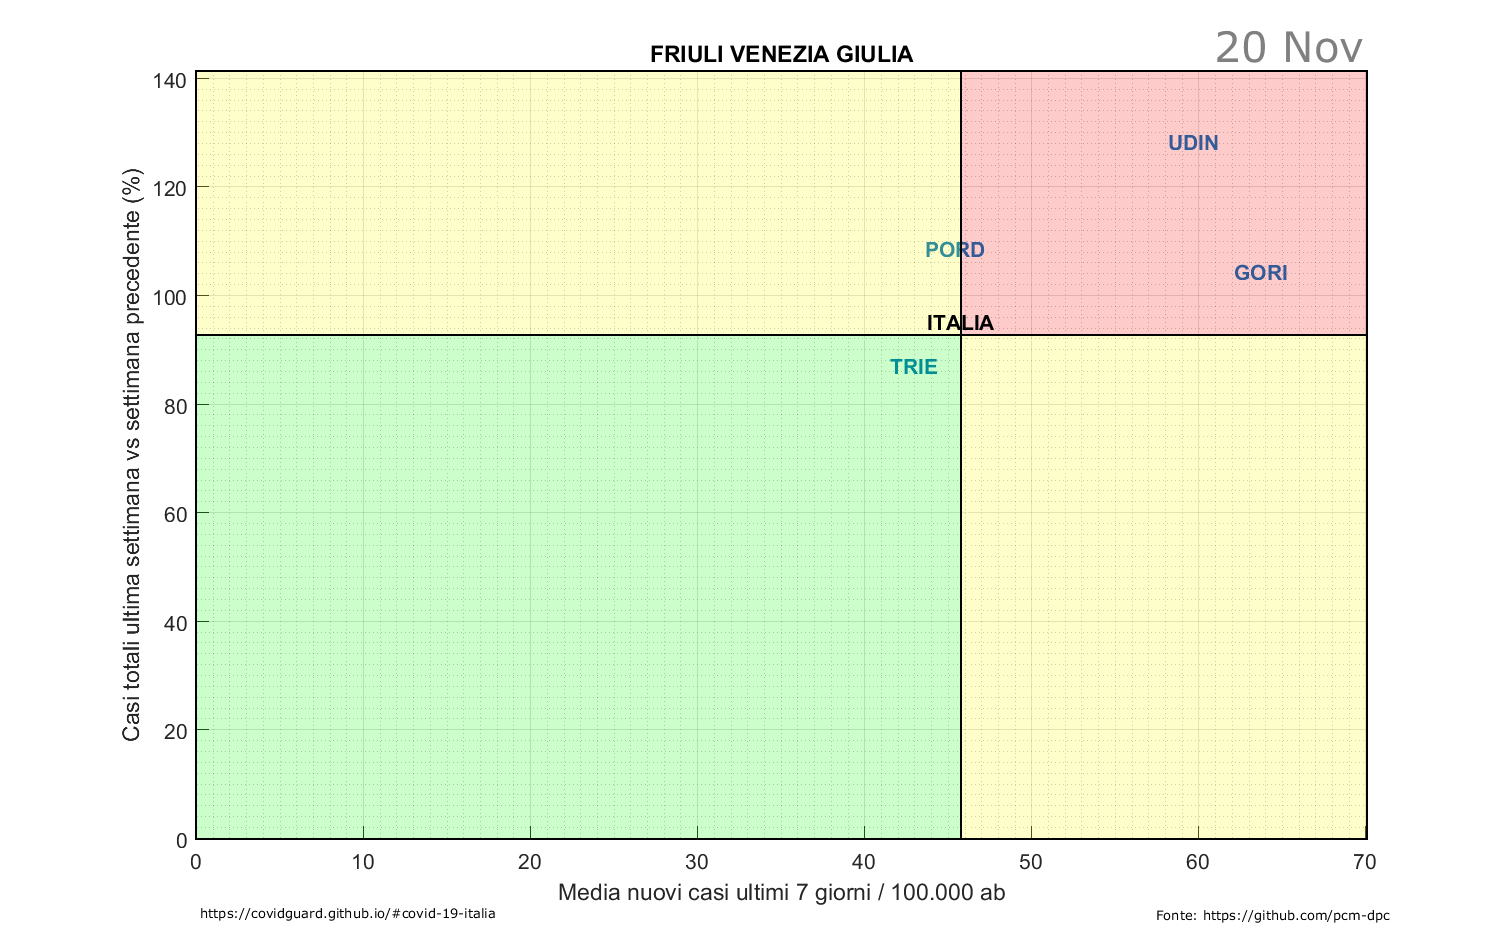 FRIULI VENEZIA GIULIA
20 Nov
Casi totali ultima settimana vs settimana precedente (%)
140
120
100
80
60
40
20
0
UDIN
PORD
GORI
ITALIA
TRIE
0 10 20 30 40 50 60 70
Media nuovi casi ultimi 7 giorni / 100.000 ab
https://covidguard.github.io/#covid-19-italia
Fonte: https://github.com/pcm-dpc